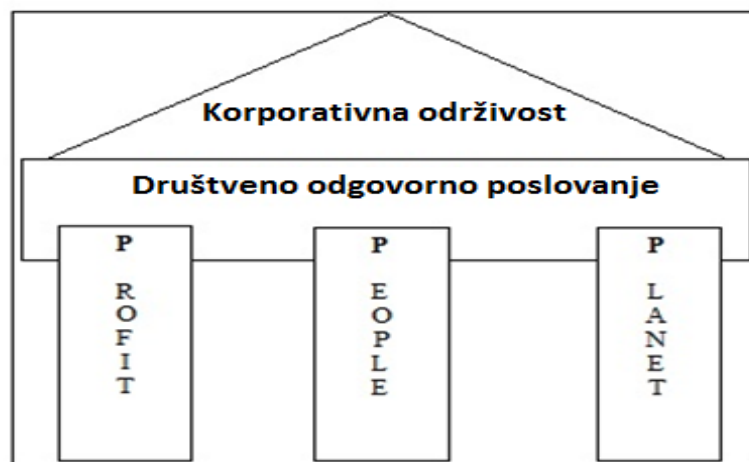 Korporativna održivost
Društveno odgovorno poslovanje
P
R
O
F
I
T
P
E
O
P
L
E
P
L
A
N
E
T